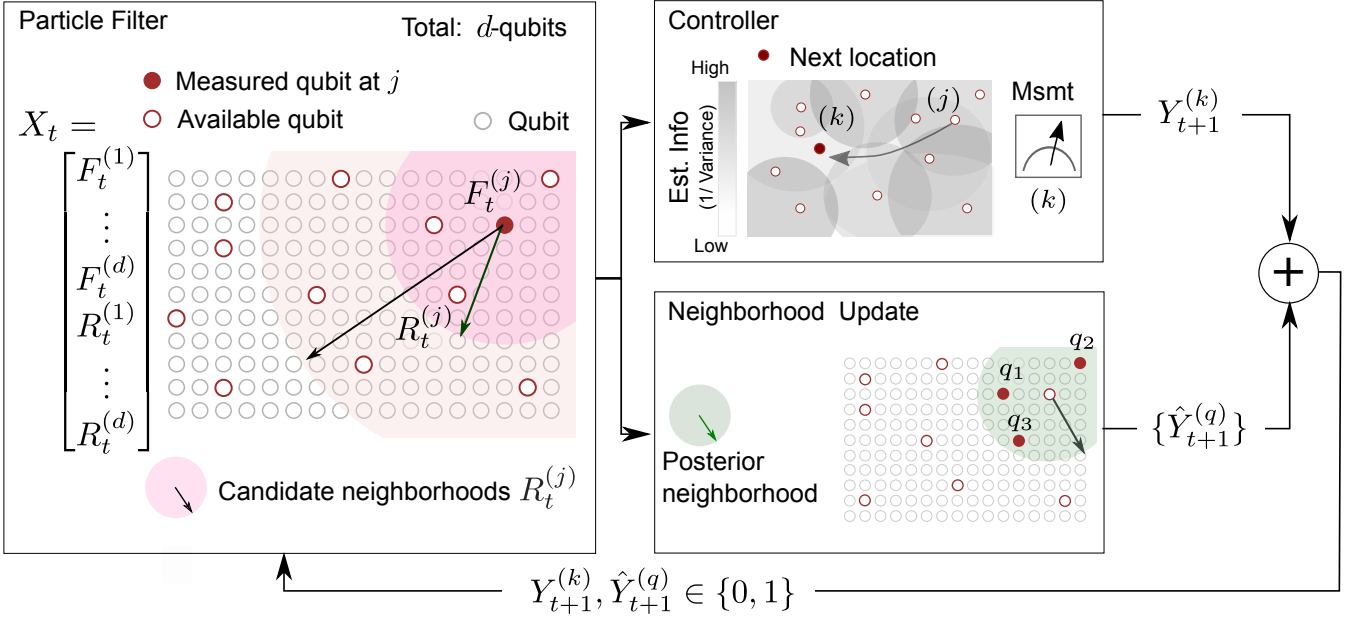 Particle Filter
Total: d-qubits
Measured qubit at j
Available qubit
Qubit
X_t =
F_t^{(1)}
⋮
F_t^{(d)}
R_t^{(1)}
⋮
R_t^{(d)}
F_t^{(j)}
R_t^{(j)}
Candidate neighborhoods R_t^{(j)}
Controller
Next location
High
Est. Info
(1/ Variance)
Low
(k)
(j)
Msmt
(k)
Y_{t+1}^{(k)}
+
Neighborhood Update
Posterior
neighborhood
q_1
q_2
q_3
{Ŷ_{t+1}^{(q)}}
Y_{t+1}^{(k)}, Ŷ_{t+1}^{(q)} ∈ {0, 1}